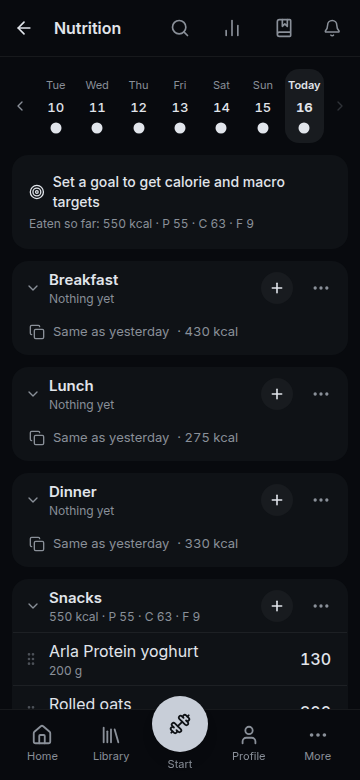 Nutrition
Tue Wed Thu Fri Sat Sun Today
10 11 12 13 14 15 16
Set a goal to get calorie and macro
targets
Eaten so far: 550 kcal · P 55 · C 63 · F 9
Breakfast
Nothing yet
Same as yesterday · 430 kcal
Lunch
Nothing yet
Same as yesterday · 275 kcal
Dinner
Nothing yet
Same as yesterday · 330 kcal
Snacks
550 kcal · P 55 · C 63 · F 9
Arla Protein yoghurt 130
200 g
Rolled oats
Home Library Start Profile More